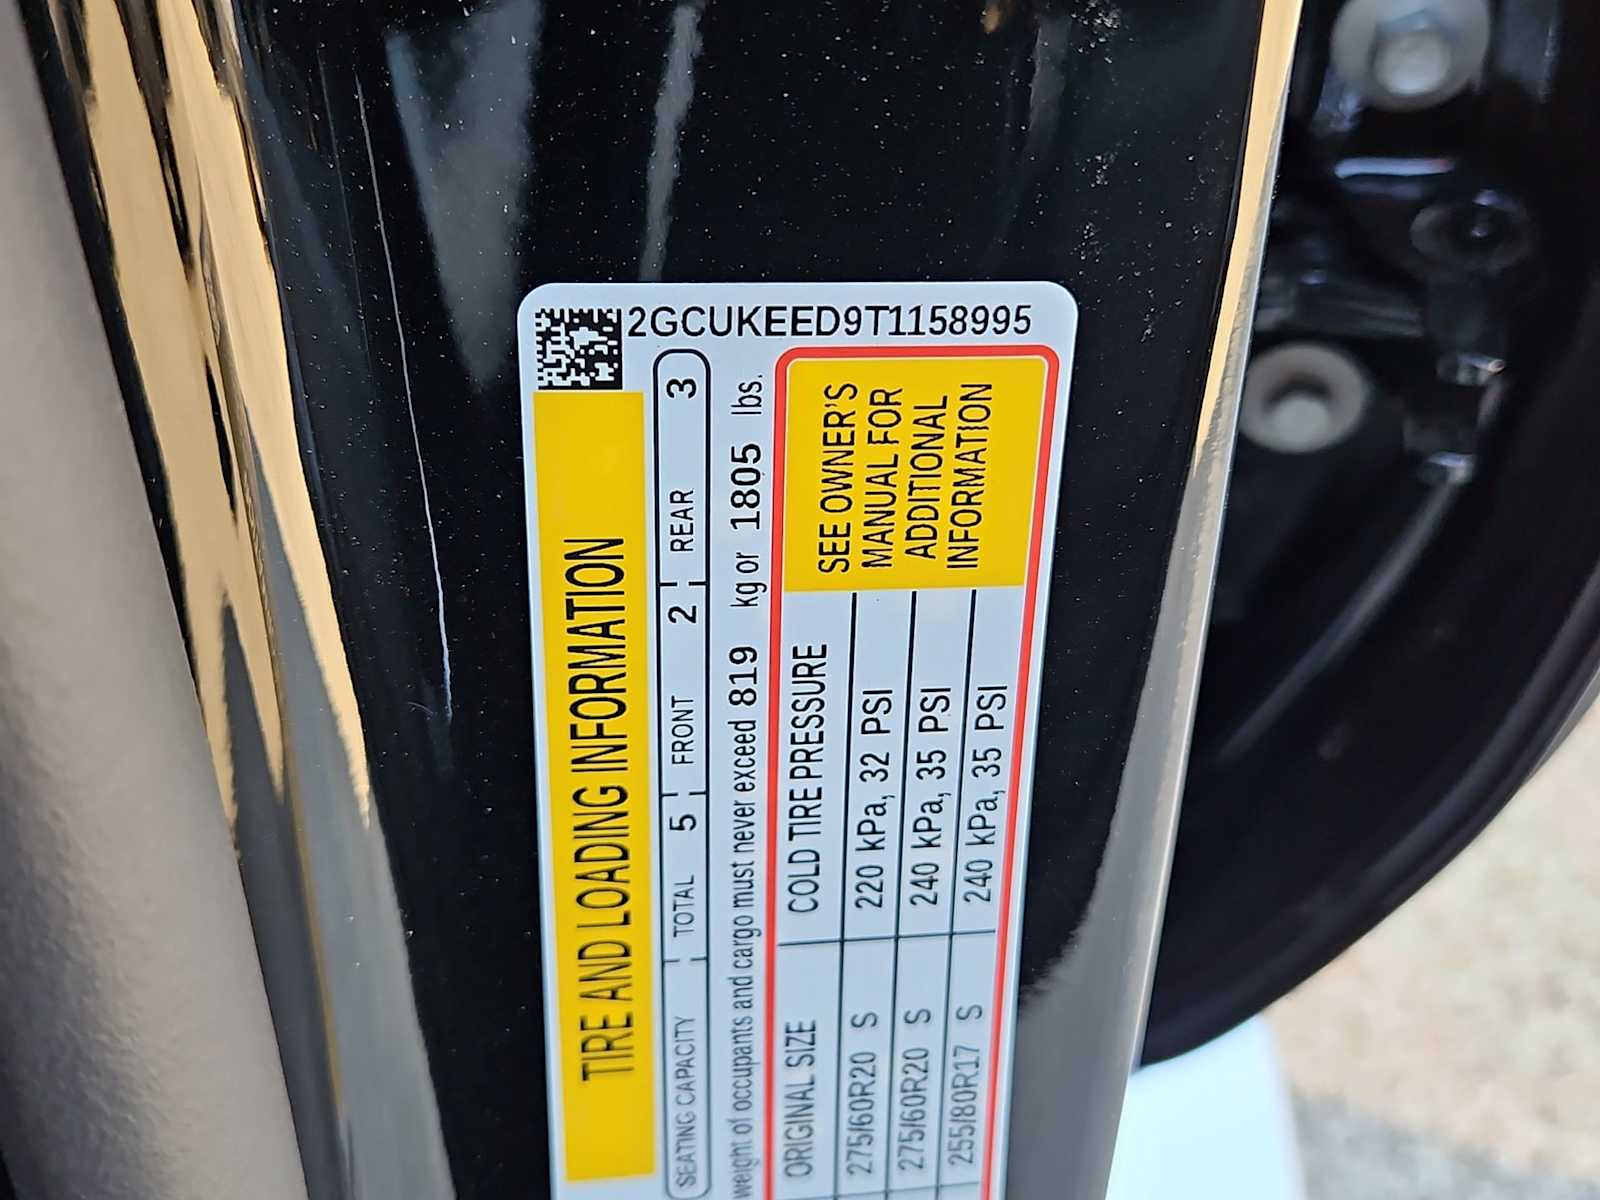 2GCUKEED9T1158995
TIRE AND LOADING INFORMATION
SEATING CAPACITY TOTAL 5 FRONT 2 REAR 3
weight of occupants and cargo must never exceed 819 kg or 1805 lbs.
ORIGINAL SIZE COLD TIRE PRESSURE
275/60R20 S 220 kPa, 32 PSI
275/60R20 S 240 kPa, 35 PSI
255/80R17 S 240 kPa, 35 PSI
SEE OWNER'S
MANUAL FOR
ADDITIONAL
INFORMATION